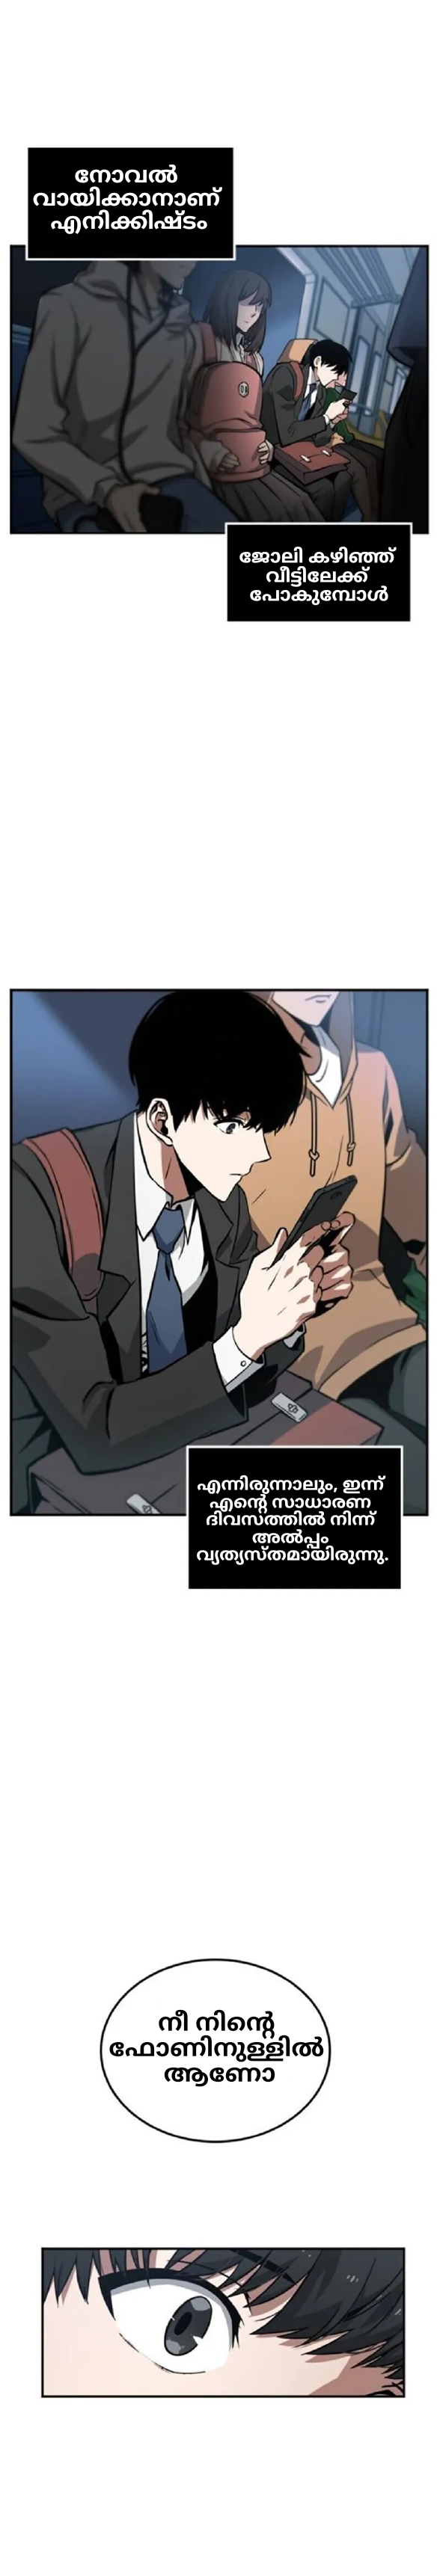 നോവൽ
വായിക്കാനാണ്
എനിക്കിഷ്ടം
ജോലി കഴിഞ്ഞ്
വീട്ടിലേക്ക്
പോകുമ്പോൾ
എന്നിരുന്നാലും, ഇന്ന്
എന്റെ സാധാരണ
ദിവസത്തിൽ നിന്ന്
അൽപ്പം
വ്യത്യസ്തമായിരുന്നു.
നീ നിന്റെ
ഫോണിനുള്ളിൽ
ആണോ